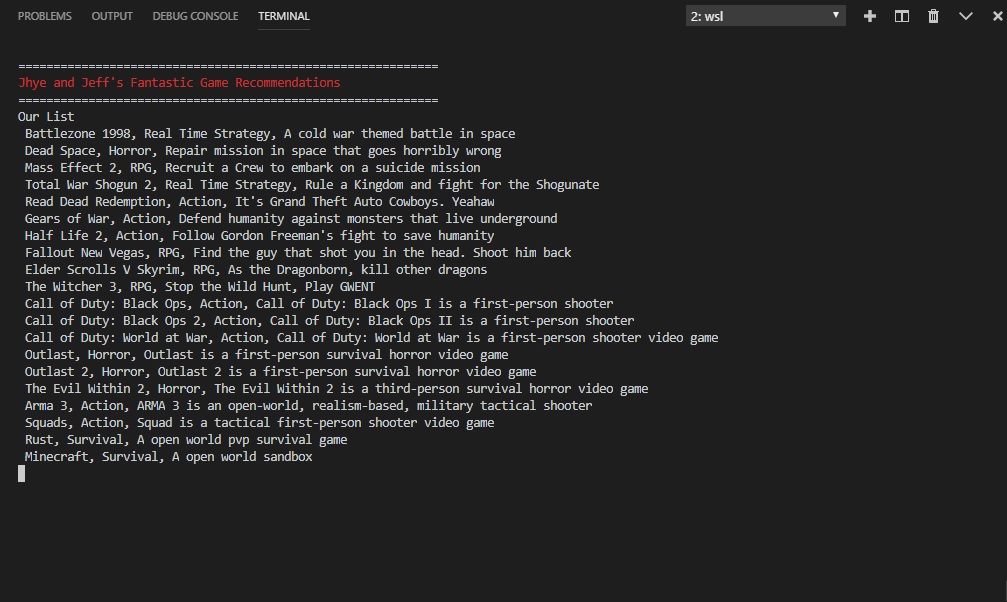 PROBLEMS OUTPUT DEBUG CONSOLE TERMINAL 2: wsl
============================================================
Jhye and Jeff's Fantastic Game Recommendations
============================================================
Our List
Battlezone 1998, Real Time Strategy, A cold war themed battle in space
Dead Space, Horror, Repair mission in space that goes horribly wrong
Mass Effect 2, RPG, Recruit a Crew to embark on a suicide mission
Total War Shogun 2, Real Time Strategy, Rule a Kingdom and fight for the Shogunate
Read Dead Redemption, Action, It's Grand Theft Auto Cowboys. Yeahaw
Gears of War, Action, Defend humanity against monsters that live underground
Half Life 2, Action, Follow Gordon Freeman's fight to save humanity
Fallout New Vegas, RPG, Find the guy that shot you in the head. Shoot him back
Elder Scrolls V Skyrim, RPG, As the Dragonborn, kill other dragons
The Witcher 3, RPG, Stop the Wild Hunt, Play GWENT
Call of Duty: Black Ops, Action, Call of Duty: Black Ops I is a first-person shooter
Call of Duty: Black Ops 2, Action, Call of Duty: Black Ops II is a first-person shooter
Call of Duty: World at War, Action, Call of Duty: World at War is a first-person shooter video game
Outlast, Horror, Outlast is a first-person survival horror video game
Outlast 2, Horror, Outlast 2 is a first-person survival horror video game
The Evil Within 2, Horror, The Evil Within 2 is a third-person survival horror video game
Arma 3, Action, ARMA 3 is an open-world, realism-based, military tactical shooter
Squads, Action, Squad is a tactical first-person shooter video game
Rust, Survival, A open world pvp survival game
Minecraft, Survival, A open world sandbox